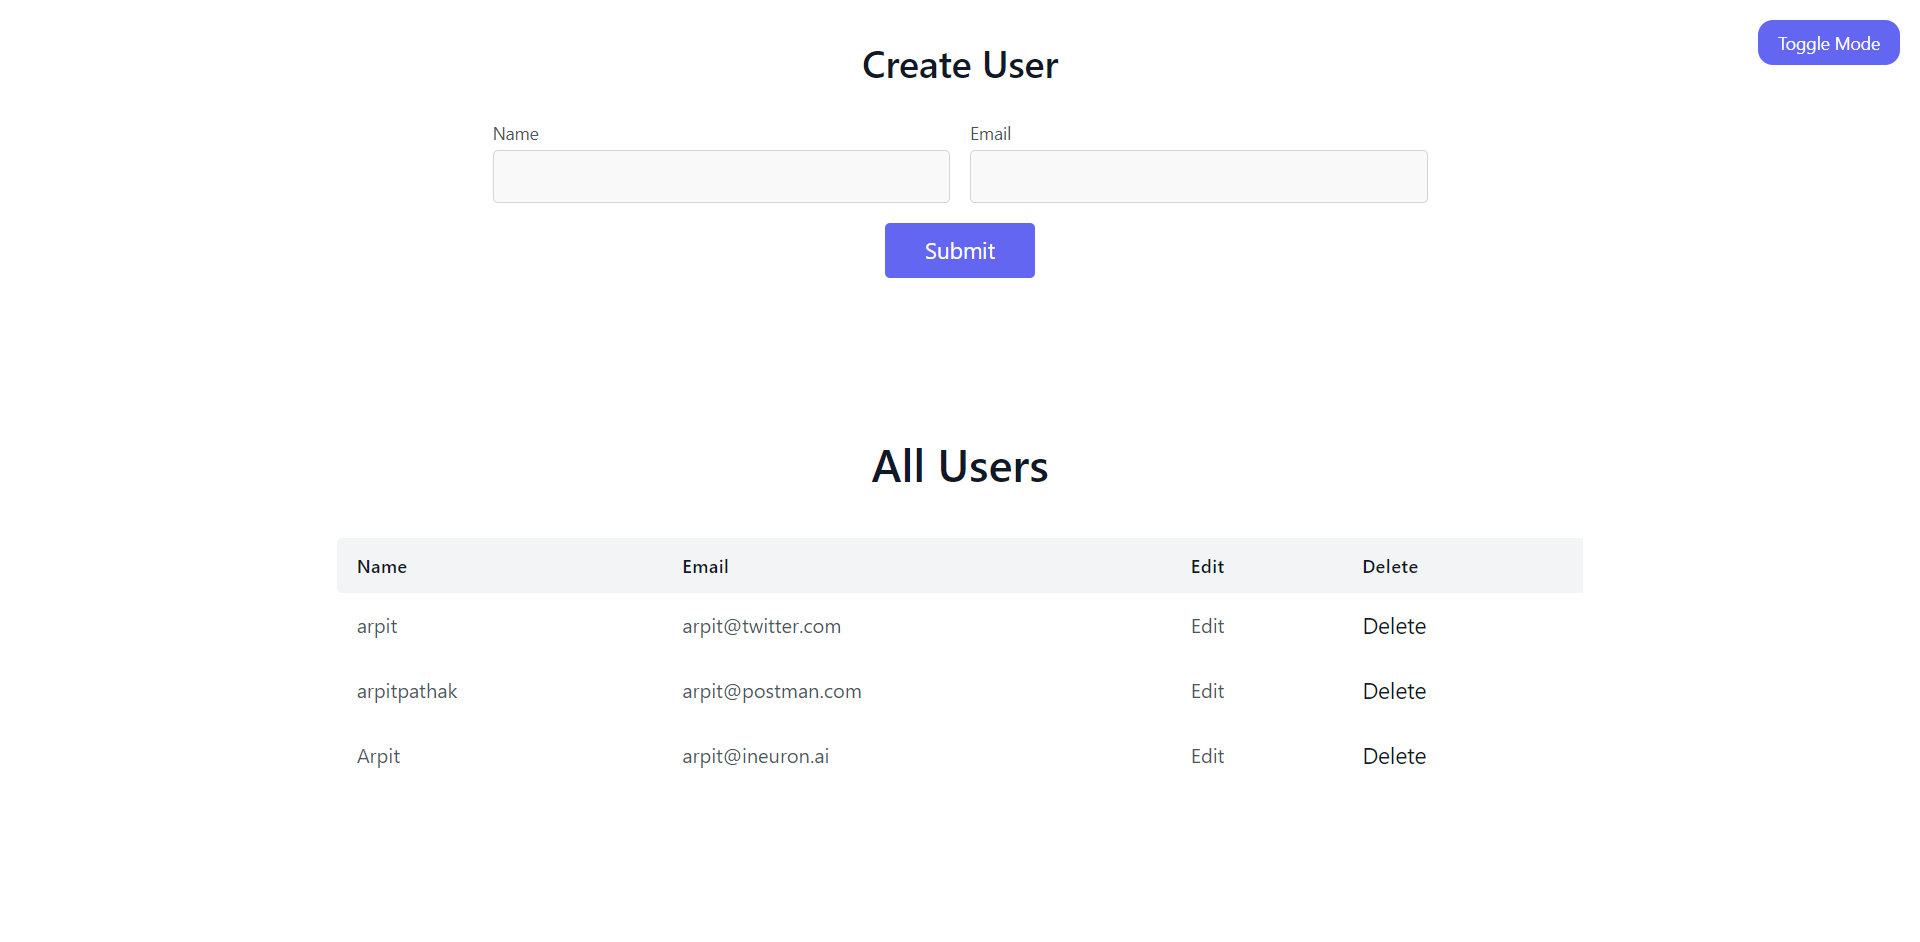 Toggle Mode
Create User
Name Email
Submit
All Users
Name Email Edit Delete
arpit arpit@twitter.com Edit Delete
arpitpathak arpit@postman.com Edit Delete
Arpit arpit@ineuron.ai Edit Delete